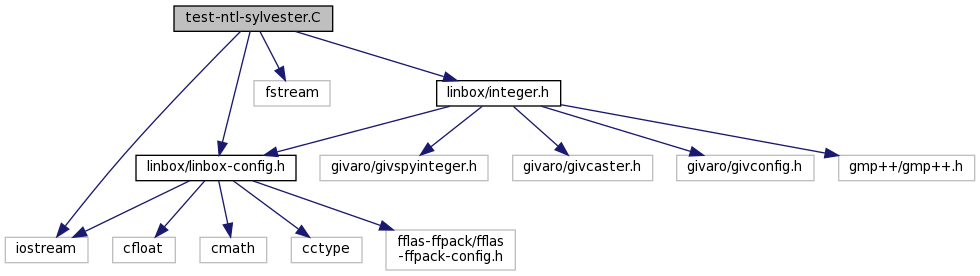 test-ntl-sylvester.C
fstream
linbox/integer.h
linbox/linbox-config.h
givaro/givspyinteger.h
givaro/givcaster.h
givaro/givconfig.h
gmp++/gmp++.h
iostream
cfloat
cmath
cctype
fflas-ffpack/fflas
-ffpack-config.h